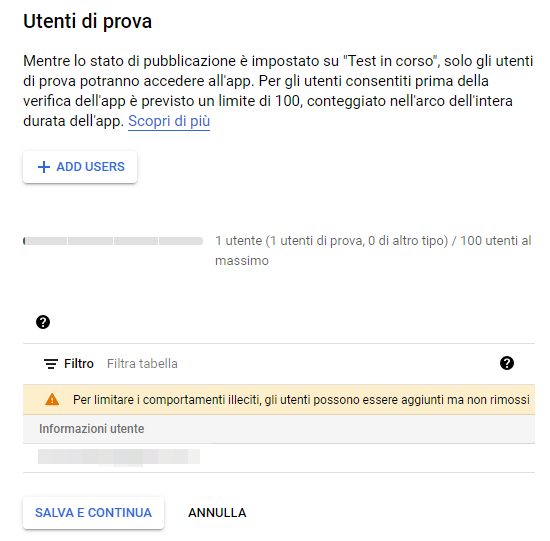 Utenti di prova
Mentre lo stato di pubblicazione è impostato su "Test in corso", solo gli utenti
di prova potranno accedere all'app. Per gli utenti consentiti prima della
verifica dell'app è previsto un limite di 100, conteggiato nell'arco dell'intera
durata dell'app. Scopri di più
+ ADD USERS
1 utente (1 utenti di prova, 0 di altro tipo) / 100 utenti al
massimo
?
Filtro Filtra tabella ?
Per limitare i comportamenti illeciti, gli utenti possono essere aggiunti ma non rimossi
Informazioni utente
SALVA E CONTINUA ANNULLA